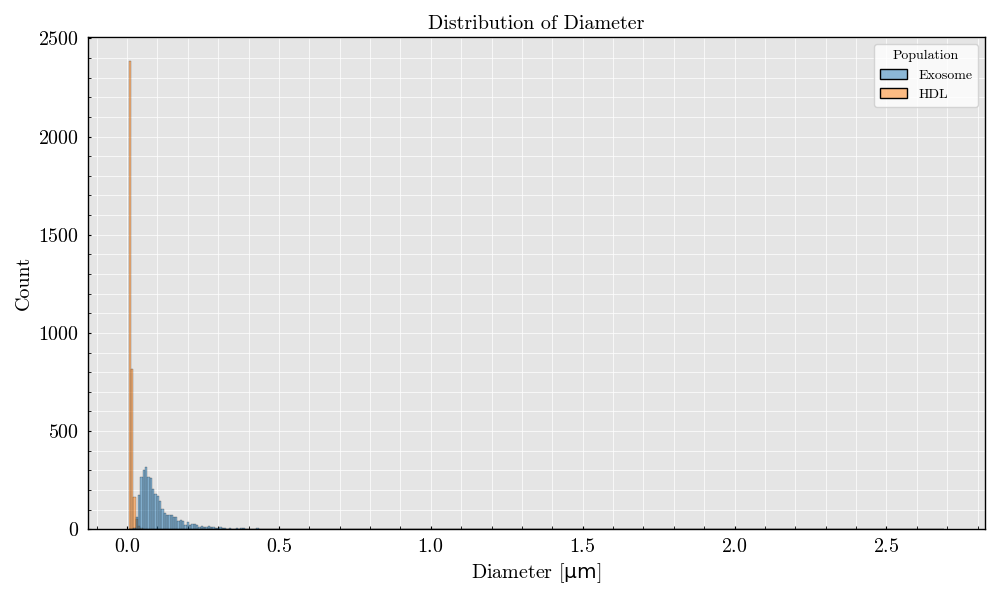 Distribution of Diameter
Population
Exosome
HDL
Count
2500
2000
1500
1000
500
0
0.0 0.5 1.0 1.5 2.0 2.5
Diameter [μm]